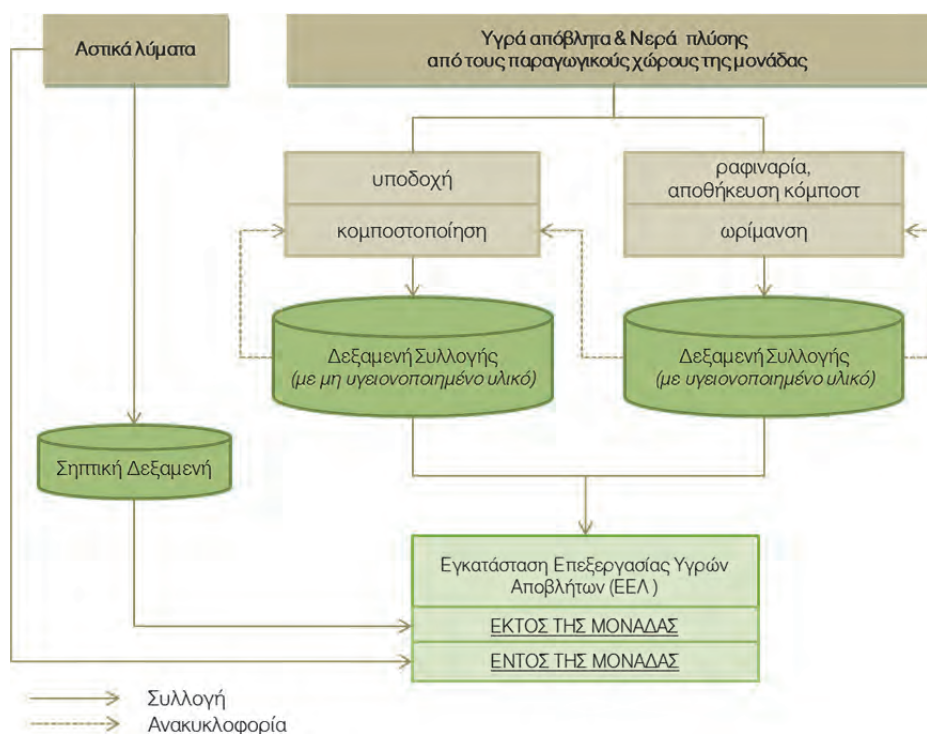 Αστικά λύματα
Υγρά απόβλητα & Νερά πλύσης
από τους παραγωγικούς χώρους της μονάδας
υποδοχή
κομποστοποίηση
ραφιναρία,
αποθήκευση κόμποστ
ωρίμανση
Δεξαμενή Συλλογής
(με μη υγειονοποιημένο υλικό)
Δεξαμενή Συλλογής
(με υγειονοποιημένο υλικό)
Σηπτική Δεξαμενή
Εγκατάσταση Επεξεργασίας Υγρών
Αποβλήτων (ΕΕΛ )
ΕΚΤΟΣ ΤΗΣ ΜΟΝΑΔΑΣ
ΕΝΤΟΣ ΤΗΣ ΜΟΝΑΔΑΣ
Συλλογή
Ανακυκλοφορία